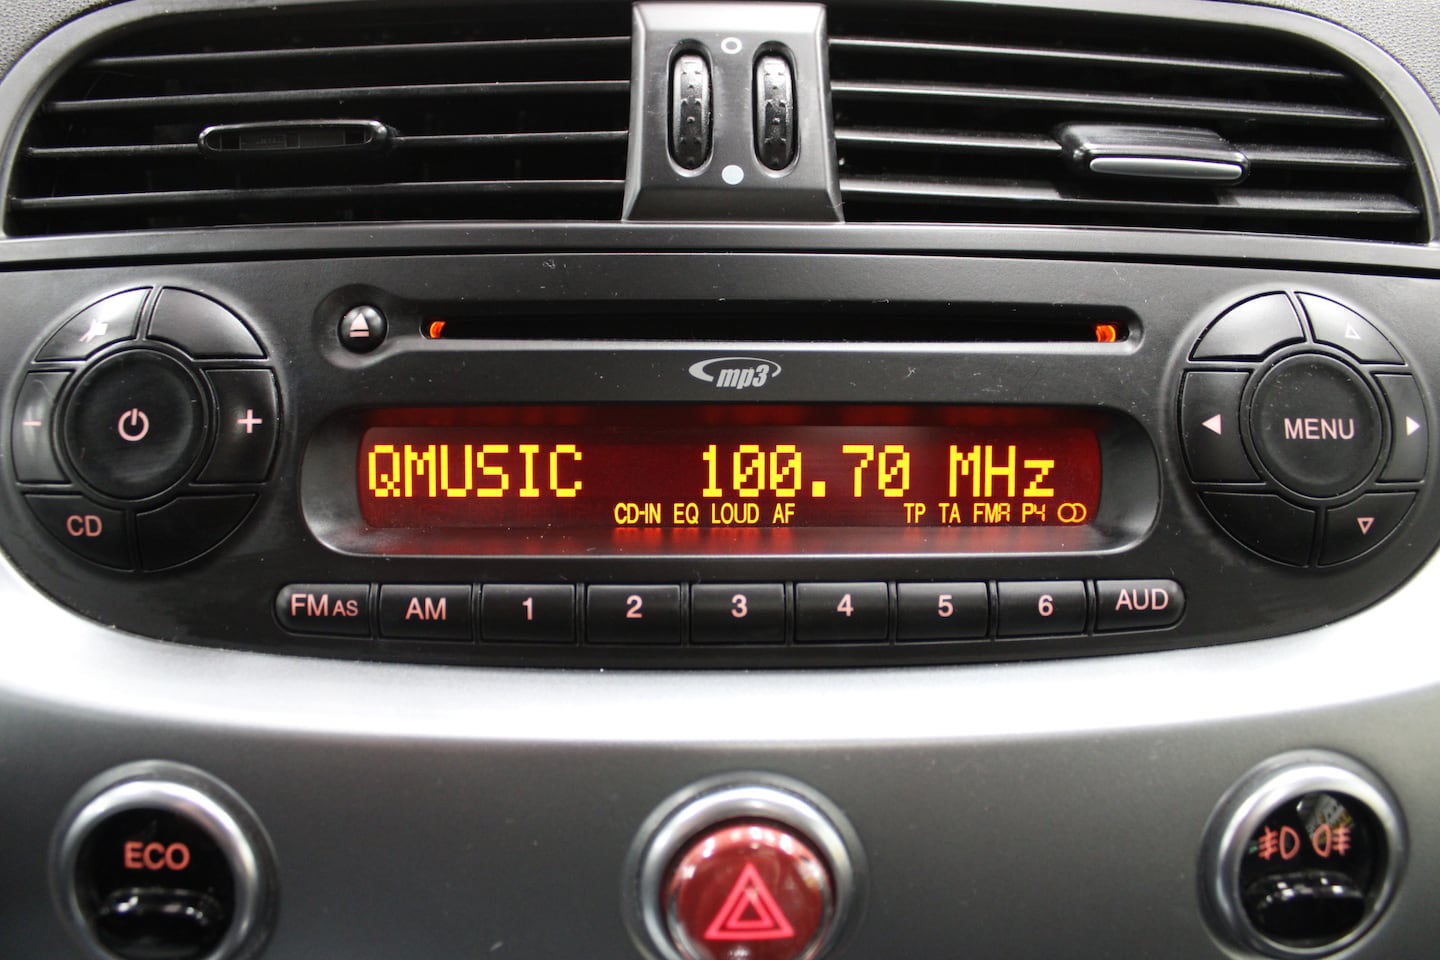 mp3
QMUSIC 100.70 MHz
CD-IN EQ LOUD AF TP TA FMA P4
- +
MENU
CD
FM AS AM 1 2 3 4 5 6 AUD
ECO